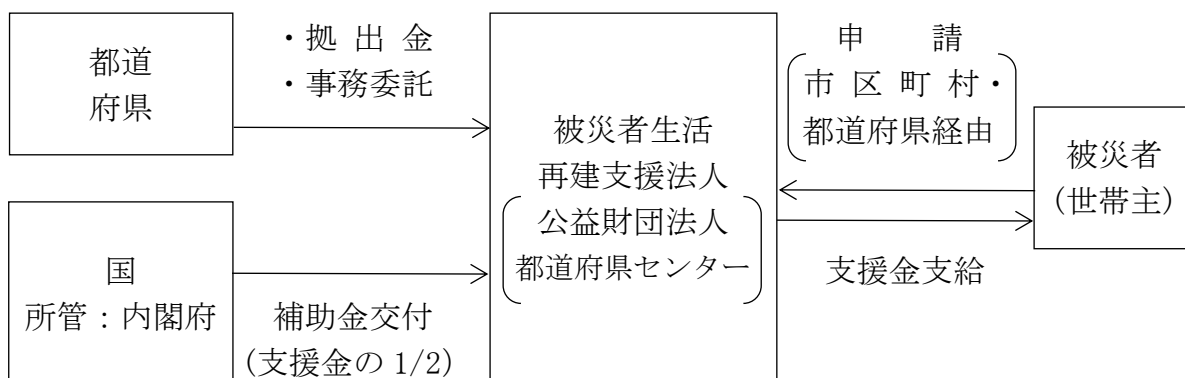 都道
府県
・拠 出 金
・事務委託
国
所管：内閣府
補助金交付
(支援金の 1/2)
被災者生活
再建支援法人
公益財団法人
都道府県センター
申　　請
市 区 町 村・
都道府県経由
支援金支給
被災者
(世帯主)